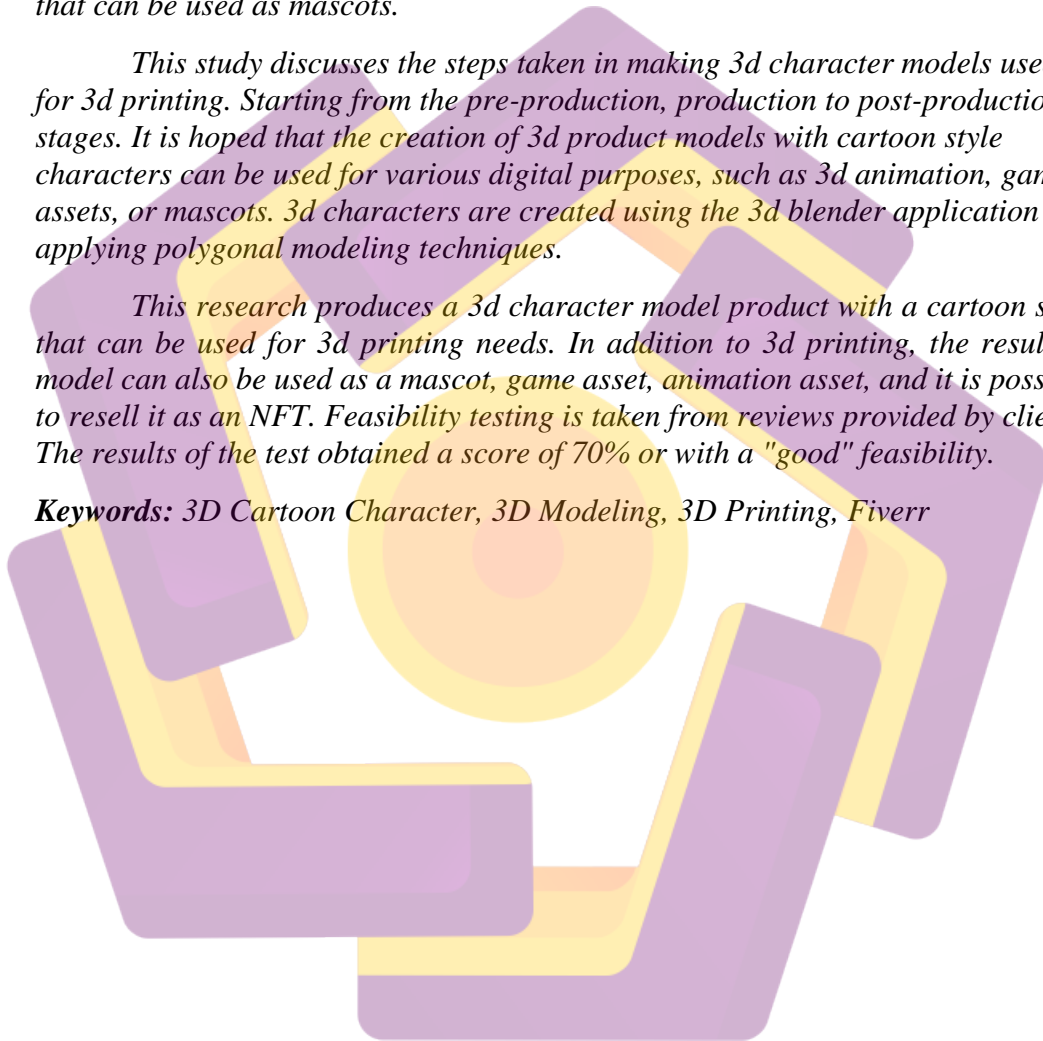 that can be used as mascots.
This study discusses the steps taken in making 3d character models use
for 3d printing. Starting from the pre-production, production to post-productio
stages. It is hoped that the creation of 3d product models with cartoon style
characters can be used for various digital purposes, such as 3d animation, gam
assets, or mascots. 3d characters are created using the 3d blender application
applying polygonal modeling techniques.
This research produces a 3d character model product with a cartoon s
that can be used for 3d printing needs. In addition to 3d printing, the resul
model can also be used as a mascot, game asset, animation asset, and it is poss
to resell it as an NFT. Feasibility testing is taken from reviews provided by clie
The results of the test obtained a score of 70% or with a "good" feasibility.
Keywords: 3D Cartoon Character, 3D Modeling, 3D Printing, Fiverr